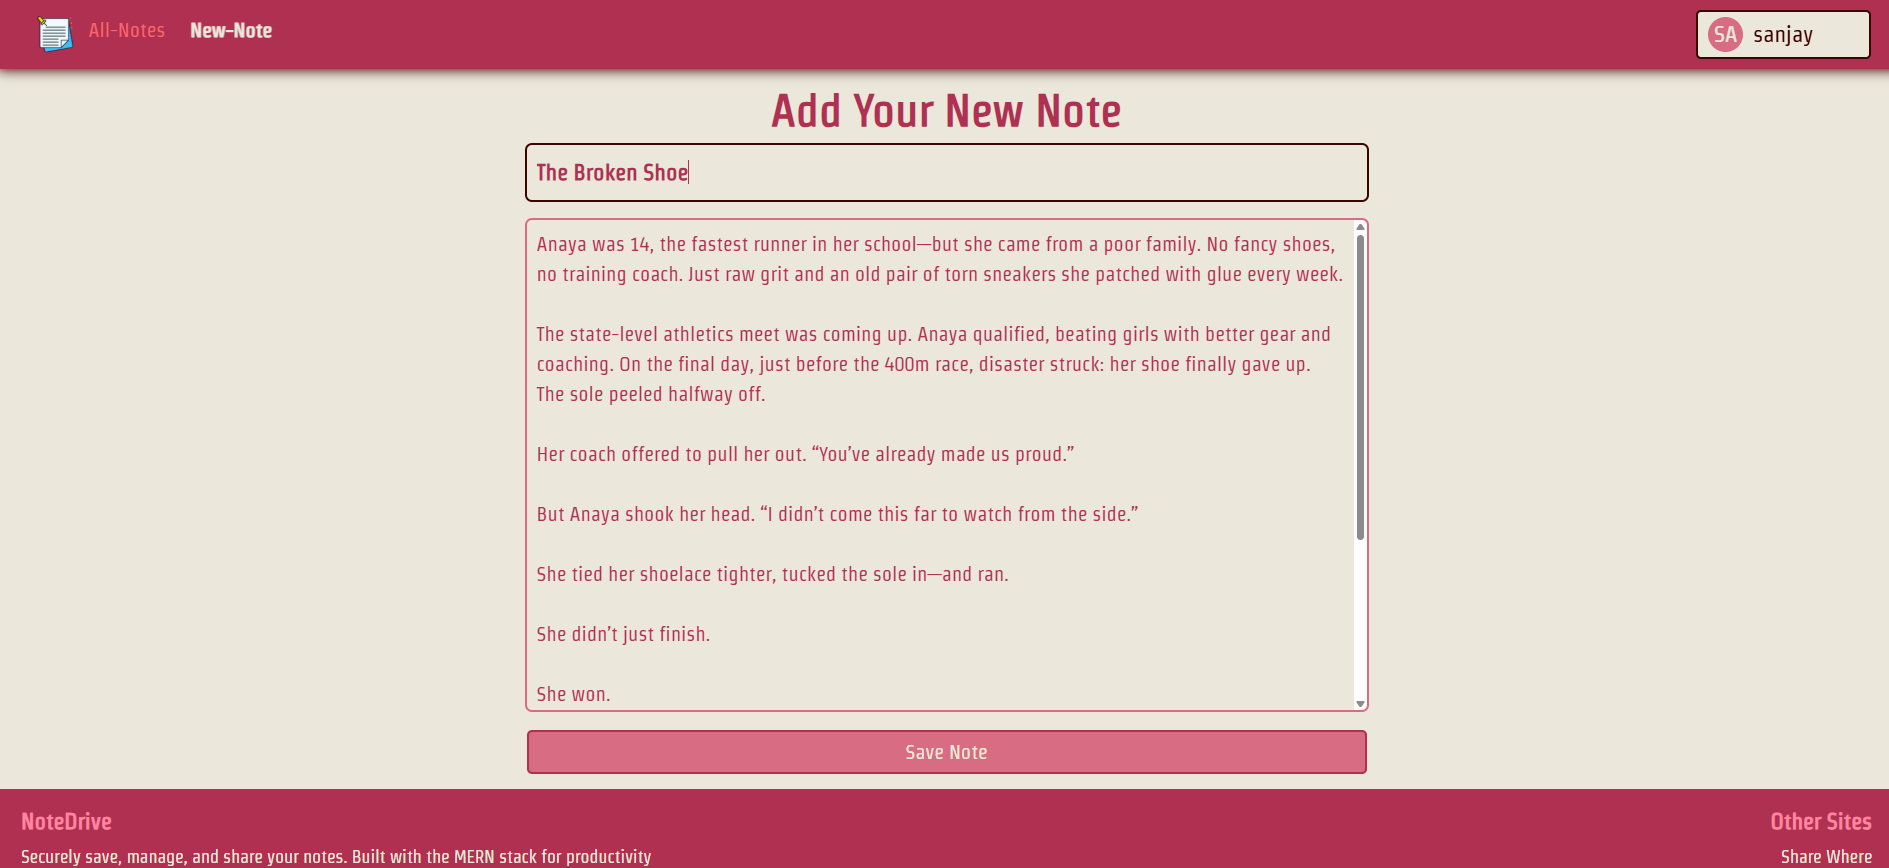 All-Notes New-Note
SA sanjay
Add Your New Note
The Broken Shoe
Anaya was 14, the fastest runner in her school—but she came from a poor family. No fancy shoes,
no training coach. Just raw grit and an old pair of torn sneakers she patched with glue every week.
The state-level athletics meet was coming up. Anaya qualified, beating girls with better gear and
coaching. On the final day, just before the 400m race, disaster struck: her shoe finally gave up.
The sole peeled halfway off.
Her coach offered to pull her out. “You’ve already made us proud.”
But Anaya shook her head. “I didn’t come this far to watch from the side.”
She tied her shoelace tighter, tucked the sole in—and ran.
She didn’t just finish.
She won.
Save Note
NoteDrive
Securely save, manage, and share your notes. Built with the MERN stack for productivity
Other Sites
Share Where